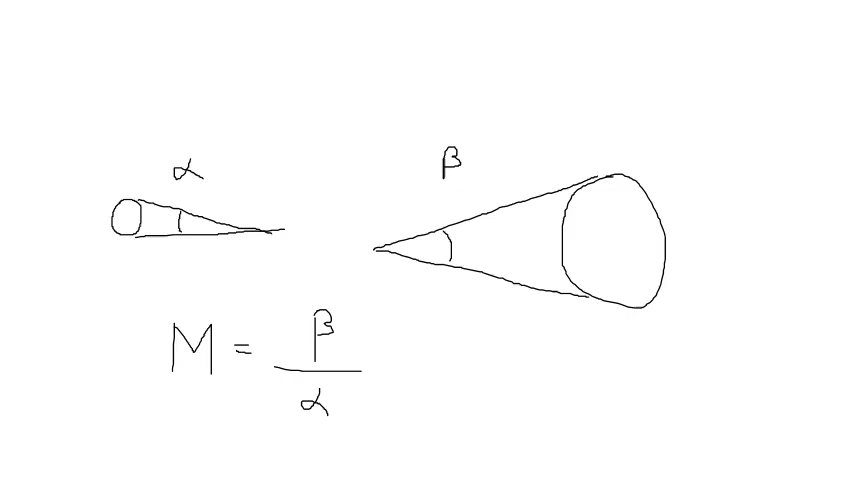 α
β
M = β / α